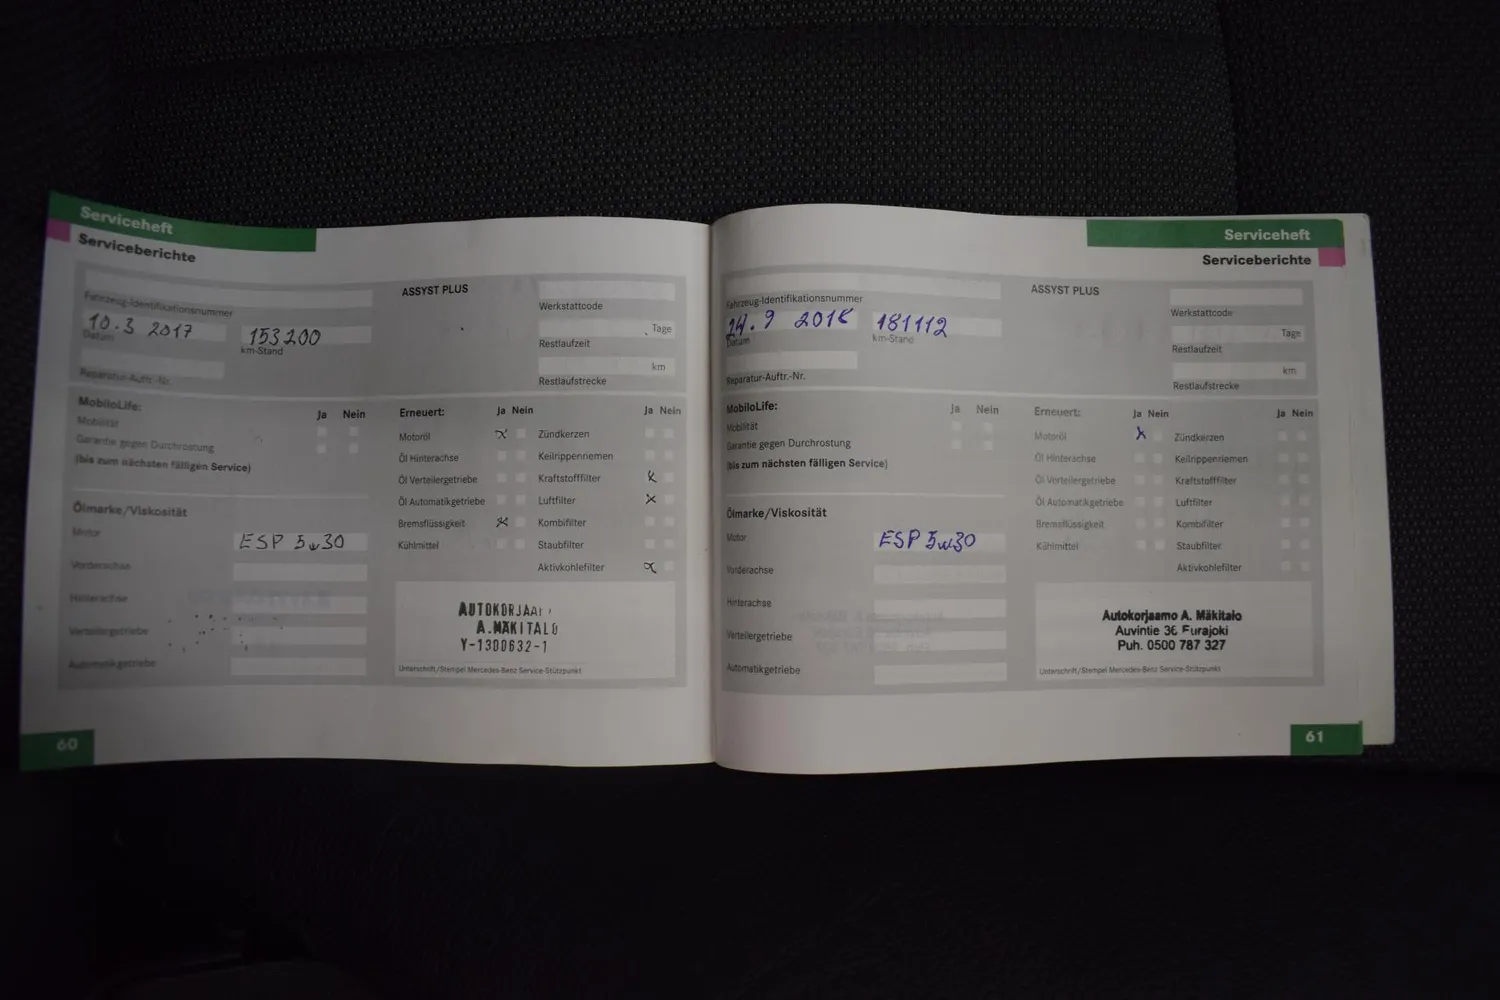 Serviceheft
Serviceberichte
Fahrzeug-Identifikationsnummer
10.3 2017
Datum
153200
km-Stand
Reparatur-Auftr.-Nr.
ASSYST PLUS
Werkstattcode
Tage
Restlaufzeit
km
Restlaufstrecke
MobiloLife:
Ja Nein
Mobilität
Garantie gegen Durchrostung
(bis zum nächsten fälligen Service)
Ölmarke/Viskosität
Motor
ESP 5w30
Vorderachse
Hinterachse
Verteilergetriebe
Automatikgetriebe
Erneuert:
Ja Nein
Ja Nein
Motoröl x
Zündkerzen
Öl Hinterachse
Keilrippenriemen
Öl Verteilergetriebe
Kraftstofffilter x
Öl Automatikgetriebe
Luftfilter x
Bremsflüssigkeit x
Kombifilter
Kühlmittel
Staubfilter
Aktivkohlefilter x
A.MÄKITALO
Y-1300632-1
Unterschrift/Stempel Mercedes-Benz Service-Stützpunkt
60
Serviceheft
Serviceberichte
Fahrzeug-Identifikationsnummer
24.9 2018
Datum
181112
km-Stand
Reparatur-Auftr.-Nr.
ASSYST PLUS
Werkstattcode
Tage
Restlaufzeit
km
Restlaufstrecke
MobiloLife:
Ja Nein
Mobilität
Garantie gegen Durchrostung
(bis zum nächsten fälligen Service)
Ölmarke/Viskosität
Motor
ESP 5w30
Vorderachse
Hinterachse
Verteilergetriebe
Automatikgetriebe
Erneuert:
Ja Nein
Ja Nein
Motoröl x
Zündkerzen
Öl Hinterachse
Keilrippenriemen
Öl Verteilergetriebe
Kraftstofffilter
Öl Automatikgetriebe
Luftfilter
Bremsflüssigkeit
Kombifilter
Kühlmittel
Staubfilter
Aktivkohlefilter
Autokorjaamo A. Mäkitalo
Auvintie 36 Eurajoki
Puh. 0500 787 327
Unterschrift/Stempel Mercedes-Benz Service-Stützpunkt
61